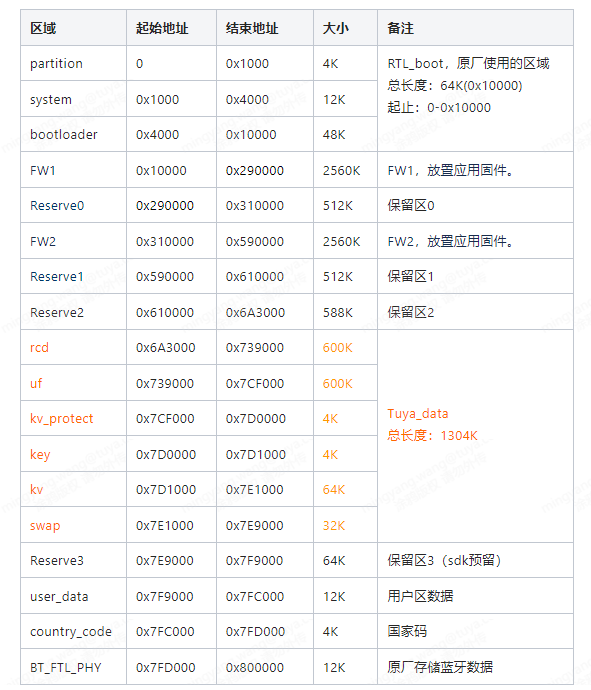 区域 起始地址 结束地址 大小 备注
partition 0 0x1000 4K RTL_boot，原厂使用的区域
总长度：64K(0x10000)
起止：0-0x10000
system 0x1000 0x4000 12K
bootloader 0x4000 0x10000 48K
FW1 0x10000 0x290000 2560K FW1，放置应用固件。
Reserve0 0x290000 0x310000 512K 保留区0
FW2 0x310000 0x590000 2560K FW2，放置应用固件。
Reserve1 0x590000 0x610000 512K 保留区1
Reserve2 0x610000 0x6A3000 588K 保留区2
rcd 0x6A3000 0x739000 600K
uf 0x739000 0x7CF000 600K
kv_protect 0x7CF000 0x7D0000 4K
Tuya_data
总长度：1304K
key 0x7D0000 0x7D1000 4K
kv 0x7D1000 0x7E1000 64K
swap 0x7E1000 0x7E9000 32K
Reserve3 0x7E9000 0x7F9000 64K 保留区3（sdk预留）
user_data 0x7F9000 0x7FC000 12K 用户区数据
country_code 0x7FC000 0x7FD000 4K 国家码
BT_FTL_PHY 0x7FD000 0x800000 12K 原厂存储蓝牙数据